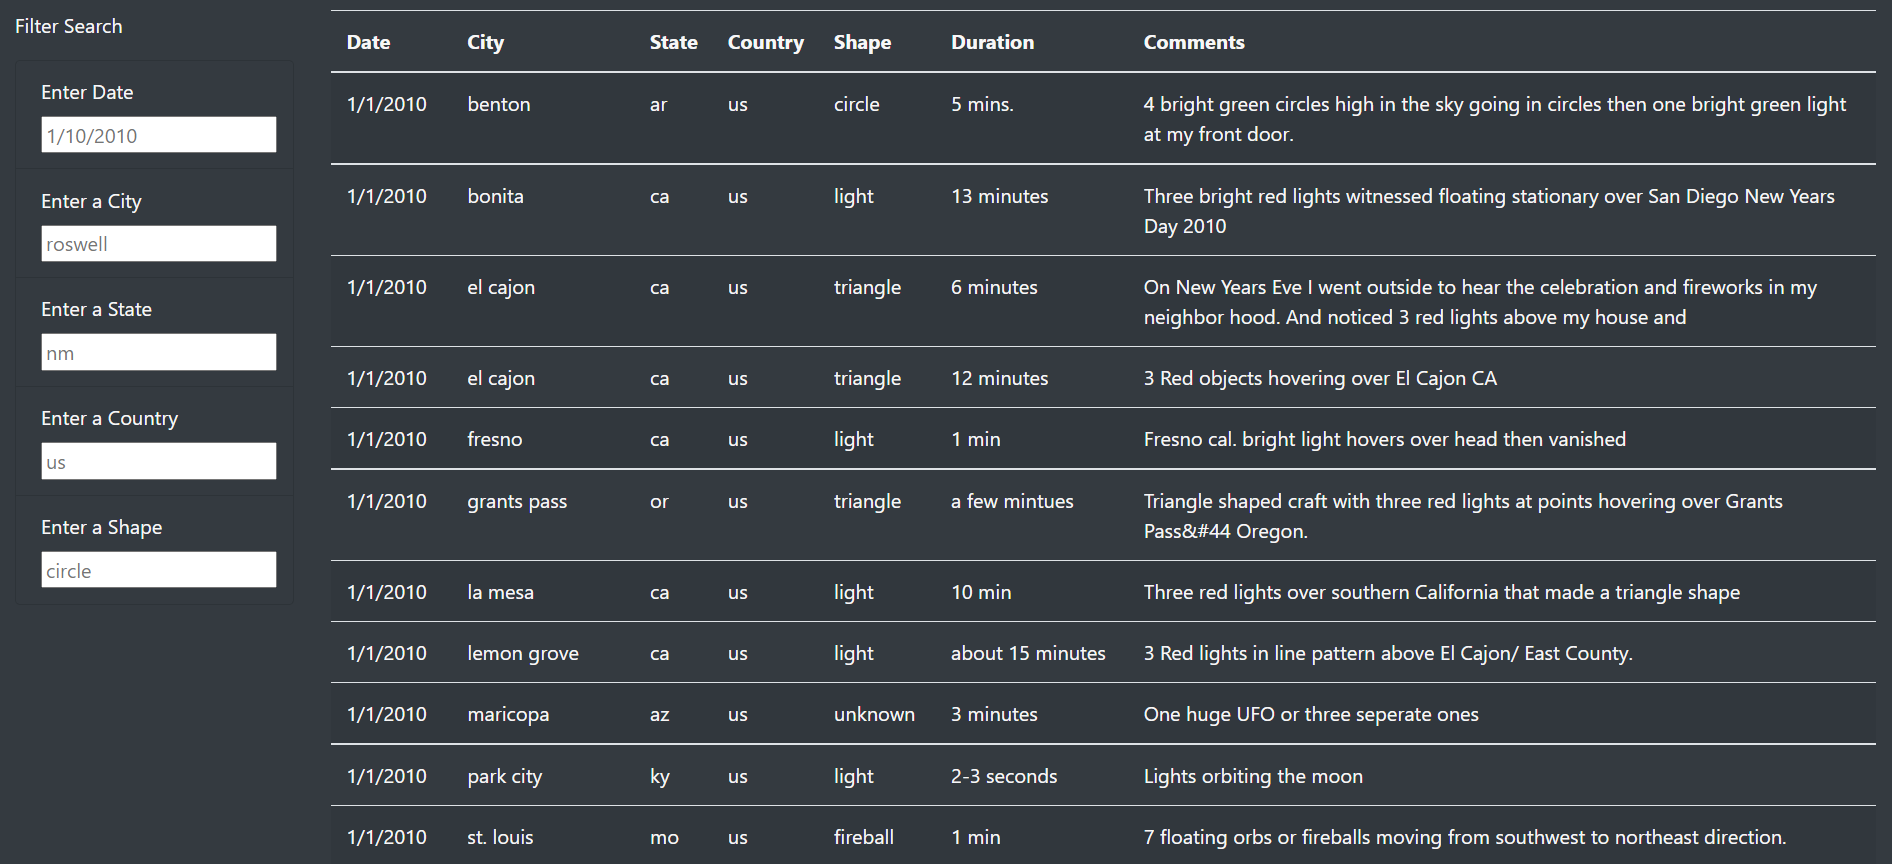 Filter Search
Enter Date
1/10/2010
Enter a City
roswell
Enter a State
nm
Enter a Country
us
Enter a Shape
circle
Date City State Country Shape Duration Comments
1/1/2010 benton ar us circle 5 mins. 4 bright green circles high in the sky going in circles then one bright green light
at my front door.
1/1/2010 bonita ca us light 13 minutes Three bright red lights witnessed floating stationary over San Diego New Years
Day 2010
1/1/2010 el cajon ca us triangle 6 minutes On New Years Eve I went outside to hear the celebration and fireworks in my
neighbor hood. And noticed 3 red lights above my house and
1/1/2010 el cajon ca us triangle 12 minutes 3 Red objects hovering over El Cajon CA
1/1/2010 fresno ca us light 1 min Fresno cal. bright light hovers over head then vanished
1/1/2010 grants pass or us triangle a few mintues Triangle shaped craft with three red lights at points hovering over Grants
Pass&#44 Oregon.
1/1/2010 la mesa ca us light 10 min Three red lights over southern California that made a triangle shape
1/1/2010 lemon grove ca us light about 15 minutes 3 Red lights in line pattern above El Cajon/ East County.
1/1/2010 maricopa az us unknown 3 minutes One huge UFO or three seperate ones
1/1/2010 park city ky us light 2-3 seconds Lights orbiting the moon
1/1/2010 st. louis mo us fireball 1 min 7 floating orbs or fireballs moving from southwest to northeast direction.